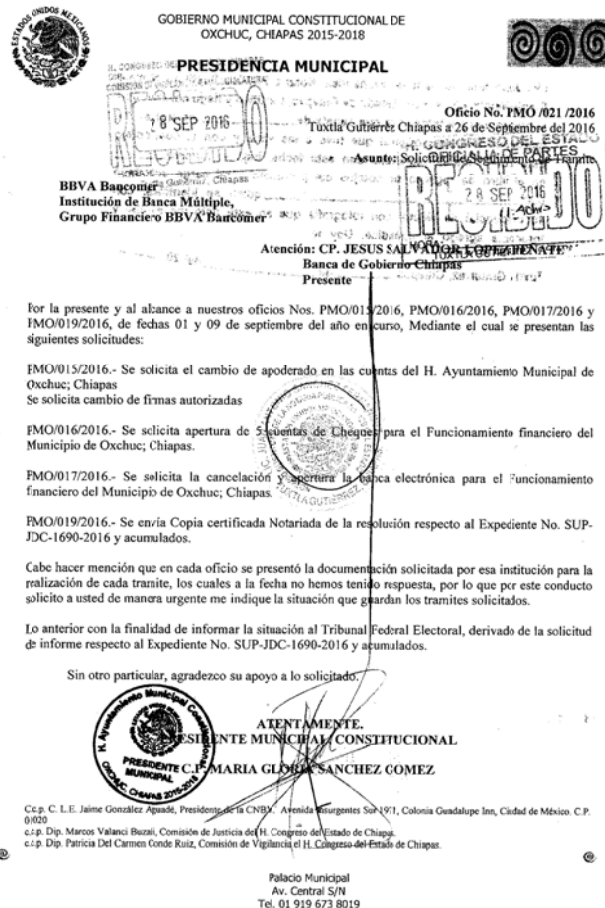 ESTADOS UNIDOS MEXICANOS
GOBIERNO MUNICIPAL CONSTITUCIONAL DE
OXCHUC, CHIAPAS 2015-2018
PRESIDENCIA MUNICIPAL
RECIBIDO
28 SEP 2016
Oficio No. PMO /021 /2016
Tuxtla Gutiérrez Chiapas a 26 de Septiembre del 2016
H. CONGRESO DEL ESTADO
OFICIALIA DE PARTES
Asunto: Solicitud de Seguimiento de Tramite
RECIBIDO
28 SEP 2016
BBVA Bancomer
Institución de Banca Múltiple,
Grupo Financiero BBVA Bancomer
Atención: CP. JESUS SALVADOR LOPEZ PEÑATE
Banca de Gobierno Chiapas
Presente
Por la presente y al alcance a nuestros oficios Nos. PMO/015/2016, PMO/016/2016, PMO/017/2016 y
PMO/019/2016, de fechas 01 y 09 de septiembre del año en curso, Mediante el cual se presentan las
siguientes solicitudes:
PMO/015/2016.- Se solicita el cambio de apoderado en las cuentas del H. Ayuntamiento Municipal de
Oxchuc; Chiapas
Se solicita cambio de firmas autorizadas
PMO/016/2016.- Se solicita apertura de 5 cuentas de Cheques para el Funcionamiento financiero del
Municipio de Oxchuc; Chiapas.
PMO/017/2016.- Se solicita la cancelación y apertura la banca electrónica para el Funcionamiento
financiero del Municipio de Oxchuc; Chiapas.
PMO/019/2016.- Se envía Copia certificada Notariada de la resolución respecto al Expediente No. SUP-
JDC-1690-2016 y acumulados.
Cabe hacer mención que en cada oficio se presentó la documentación solicitada por esa institución para la
realización de cada tramite, los cuales a la fecha no hemos tenido respuesta, por lo que por este conducto
solicito a usted de manera urgente me indique la situación que guardan los tramites solicitados.
Lo anterior con la finalidad de informar la situación al Tribunal Federal Electoral, derivado de la solicitud
de informe respecto al Expediente No. SUP-JDC-1690-2016 y acumulados.
Sin otro particular, agradezco su apoyo a lo solicitado.
H. Ayuntamiento Municipal Constitucional
PRESIDENTE
MUNICIPAL
OXCHUC, CHIAPAS 2015-2018
ATENTAMENTE.
PRESIDENTE MUNICIPAL CONSTITUCIONAL
C.P. MARIA GLORIA SANCHEZ GOMEZ
Cc.p. C. L.E. Jaime González Aguadé, Presidente de la CNBV. Avenida Insurgentes Sur 1971, Colonia Guadalupe Inn, Ciudad de México. C.P.
01020
c.c.p. Dip. Marcos Valanci Buzali, Comisión de Justicia del H. Congreso del Estado de Chiapas.
c.c.p. Dip. Patricia Del Carmen Conde Ruiz, Comisión de Vigilancia el H. Congreso del Estado de Chiapas.
Palacio Municipal
Av. Central S/N
Tel. 01 919 673 8019